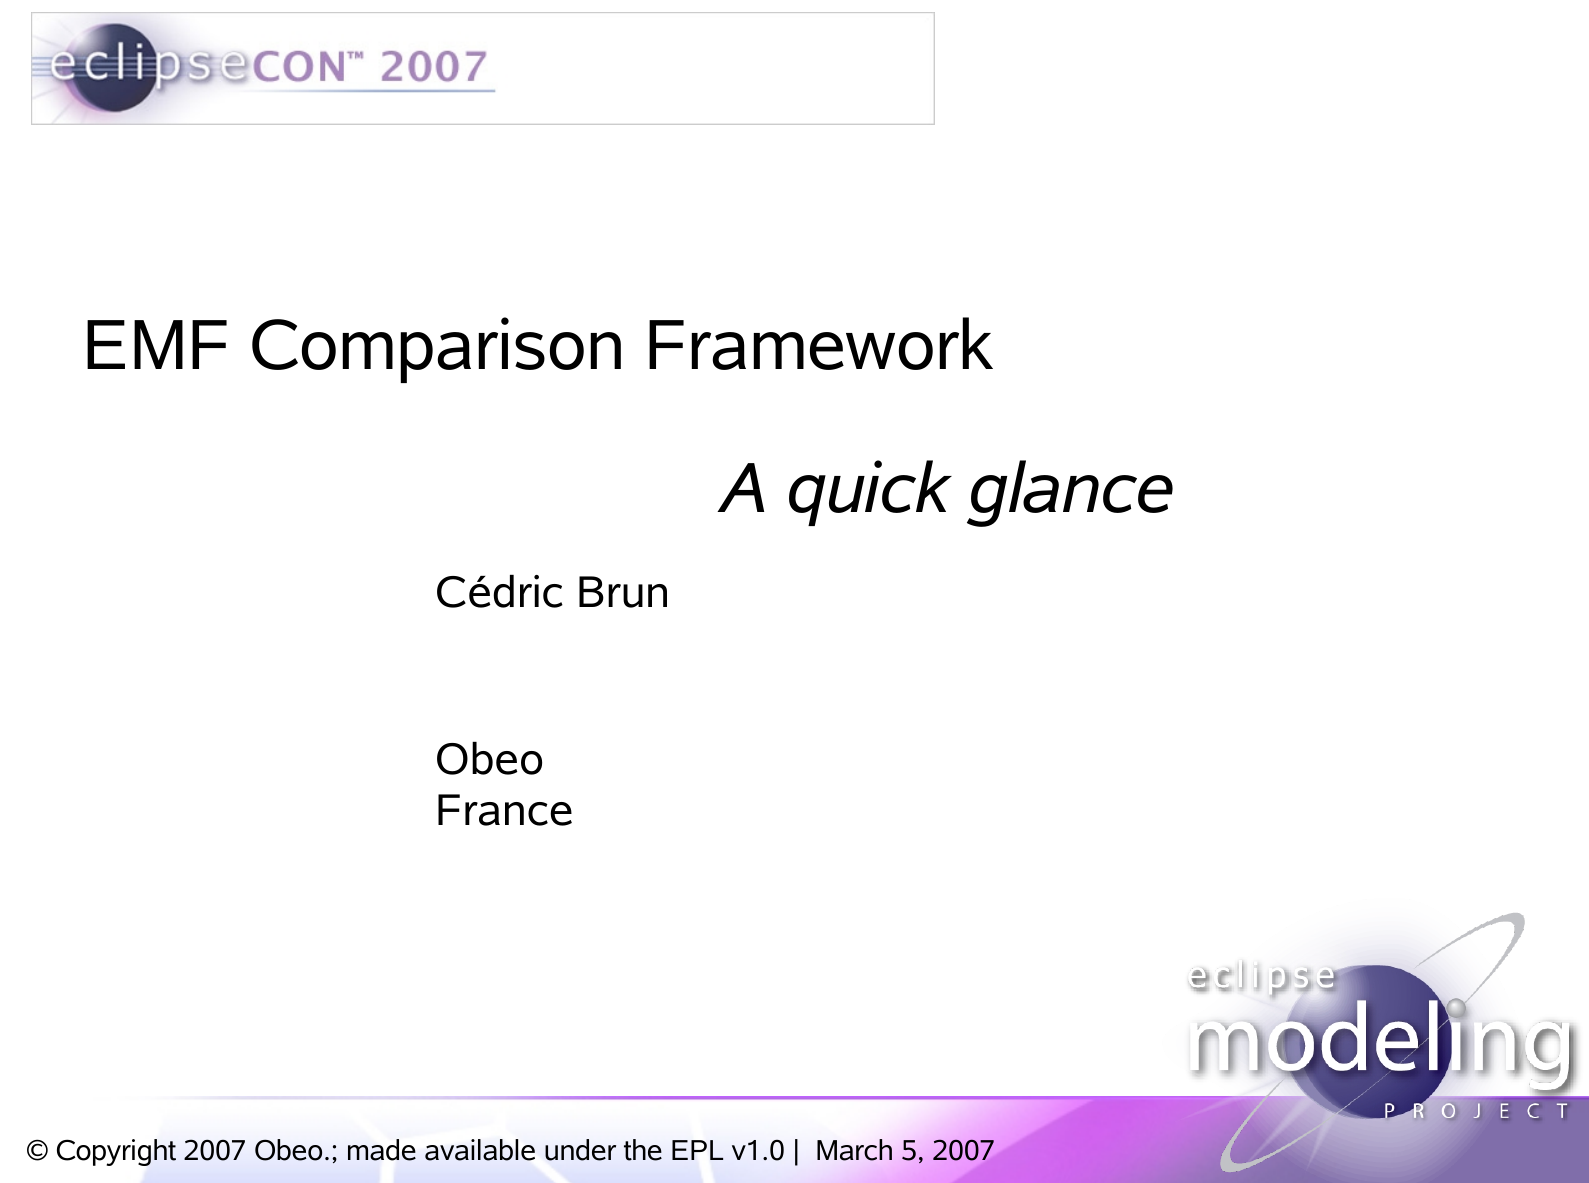 eclipseCON™ 2007
EMF Comparison Framework
A quick glance
Cédric Brun
Obeo
France
eclipse
modeling
PROJECT
© Copyright 2007 Obeo.; made available under the EPL v1.0 | March 5, 2007